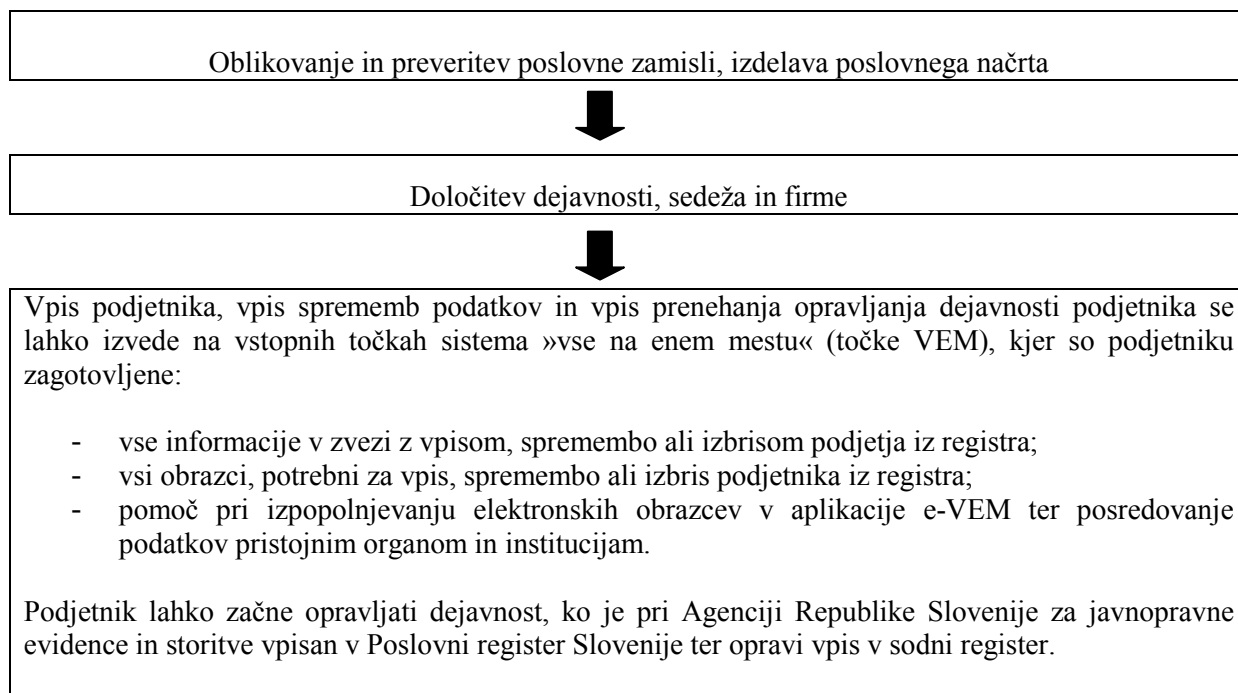 Oblikovanje in preveritev poslovne zamisli, izdelava poslovnega načrta
Določitev dejavnosti, sedeža in firme
Vpis podjetnika, vpis sprememb podatkov in vpis prenehanja opravljanja dejavnosti podjetnika se
lahko izvede na vstopnih točkah sistema »vse na enem mestu« (točke VEM), kjer so podjetniku
zagotovljene:
- vse informacije v zvezi z vpisom, spremembo ali izbrisom podjetja iz registra;
- vsi obrazci, potrebni za vpis, spremembo ali izbris podjetnika iz registra;
- pomoč pri izpopolnjevanju elektronskih obrazcev v aplikacije e-VEM ter posredovanje
podatkov pristojnim organom in institucijam.
Podjetnik lahko začne opravljati dejavnost, ko je pri Agenciji Republike Slovenije za javnopravne
evidence in storitve vpisan v Poslovni register Slovenije ter opravi vpis v sodni register.